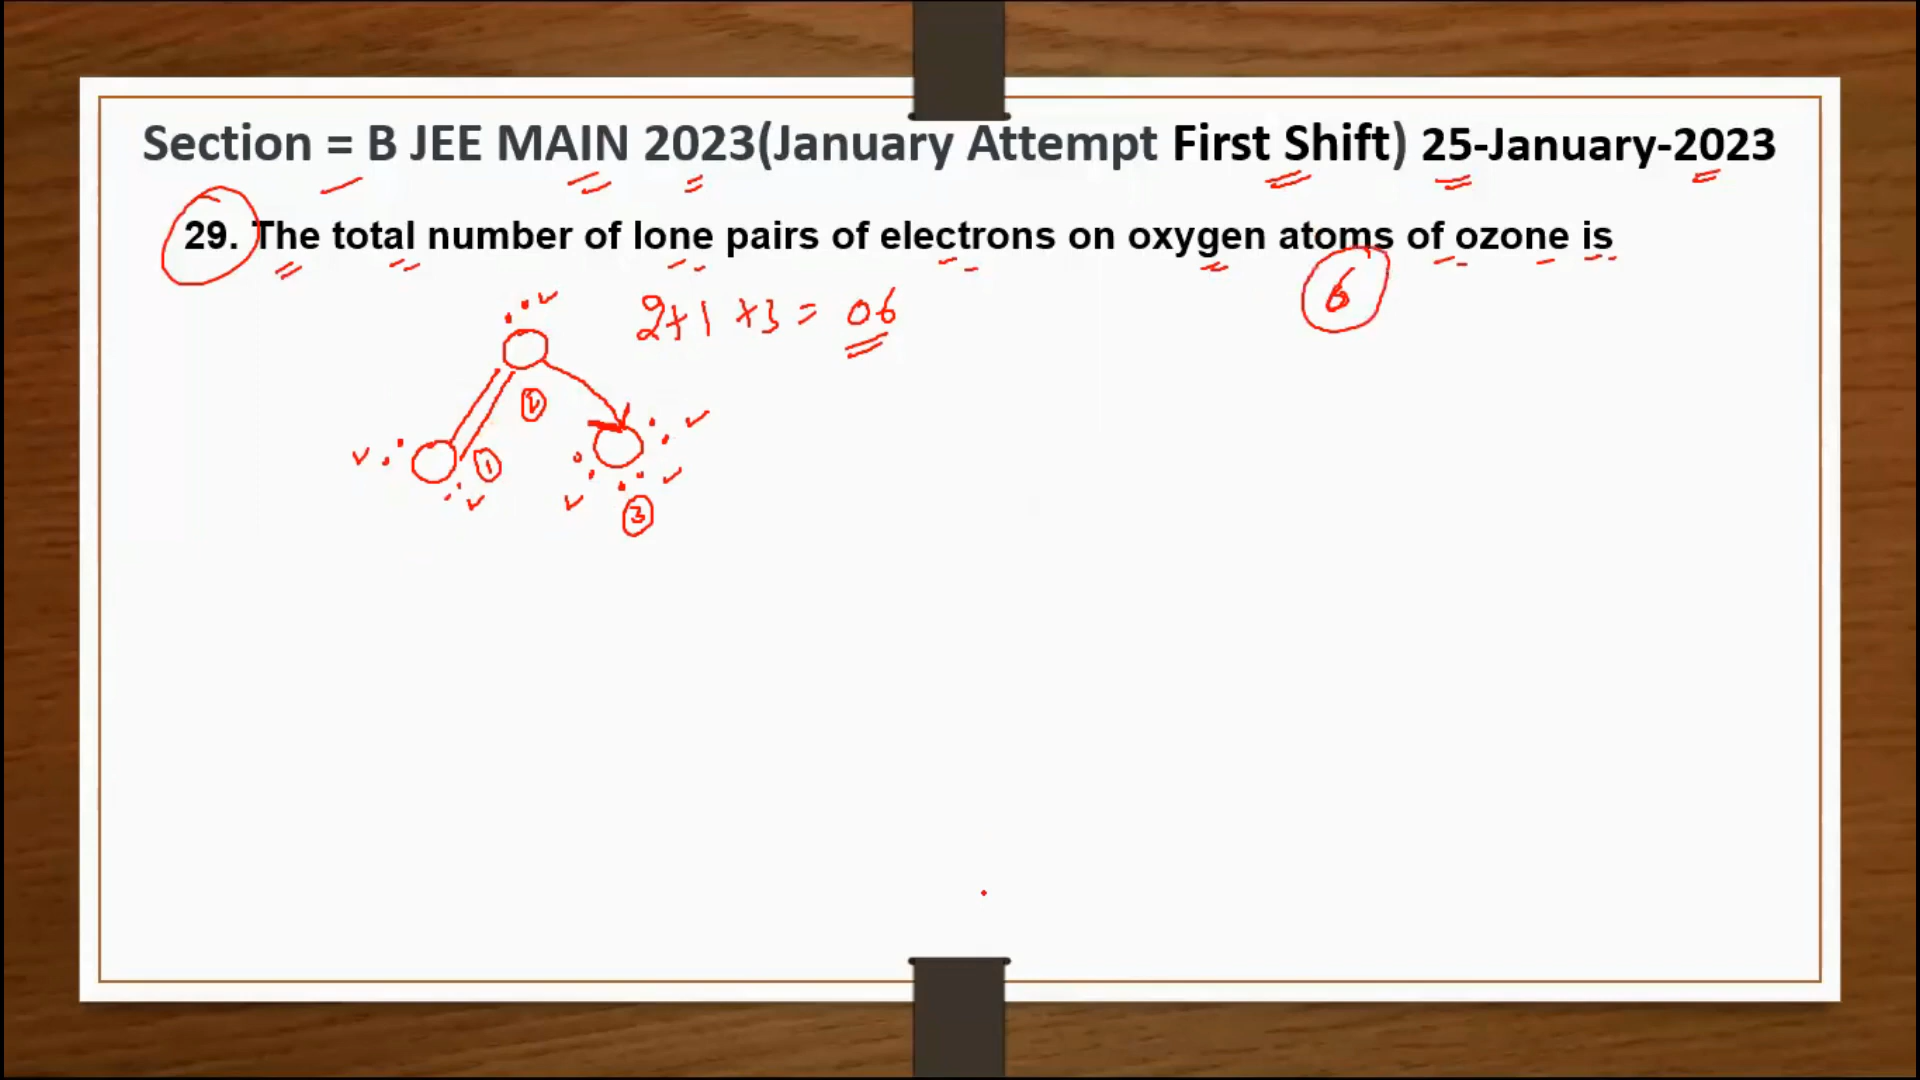 Section = B JEE MAIN 2023(January Attempt First Shift) 25-January-2023
29. The total number of lone pairs of electrons on oxygen atoms of ozone is
6
2+1+3 = 06
2
1
3